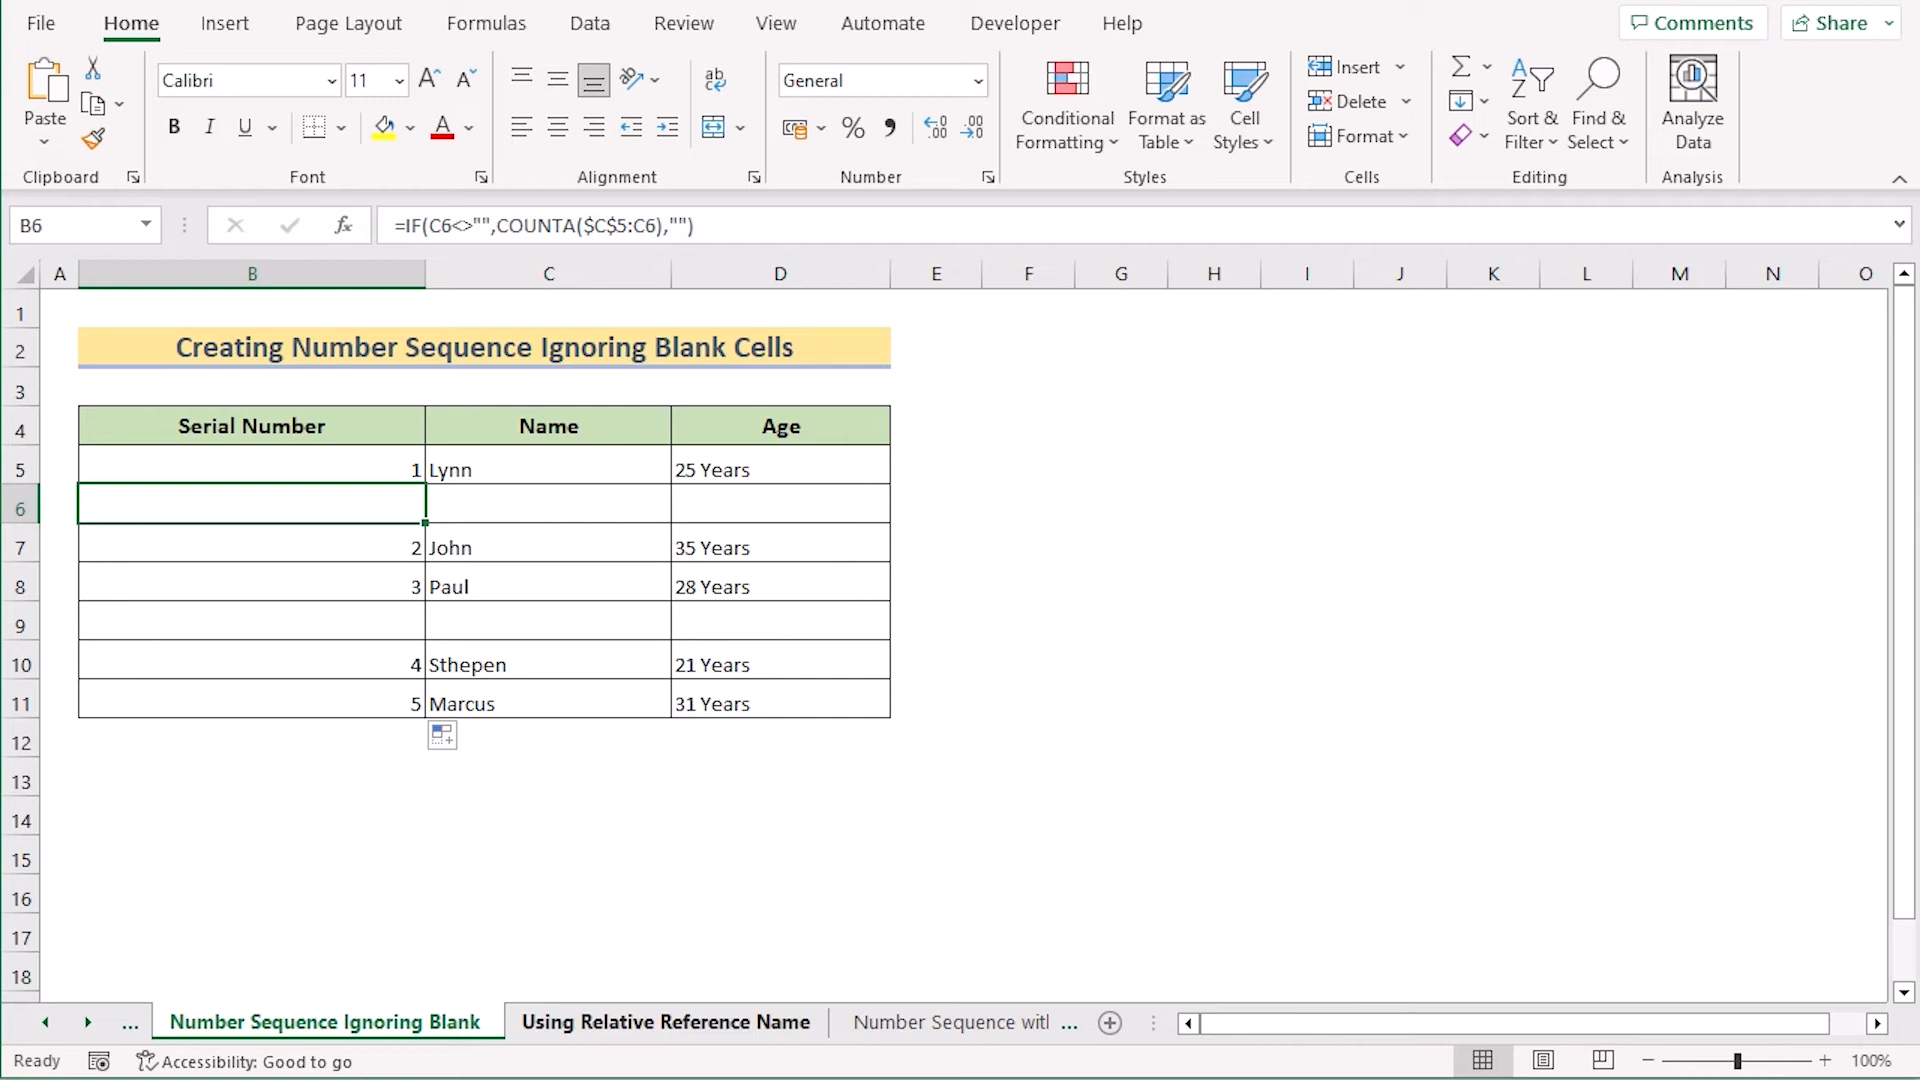 File Home Insert Page Layout Formulas Data Review View Automate Developer Help Comments Share
Paste
Clipboard
Calibri 11
B I U
Font
ab
Alignment
General
%
Number
Conditional Formatting
Format as Table
Cell Styles
Styles
Insert
Delete
Format
Cells
Sort & Filter
Find & Select
Editing
Analyze Data
Analysis
B6 fx =IF(C6<>"",COUNTA($C$5:C6),"")
A B C D E F G H I J K L M N O
1
2 Creating Number Sequence Ignoring Blank Cells
3
4 Serial Number Name Age
5 1 Lynn 25 Years
6
7 2 John 35 Years
8 3 Paul 28 Years
9
10 4 Sthepen 21 Years
11 5 Marcus 31 Years
12
13
14
15
16
17
18
... Number Sequence Ignoring Blank Using Relative Reference Name Number Sequence with ...
Ready Accessibility: Good to go 100%